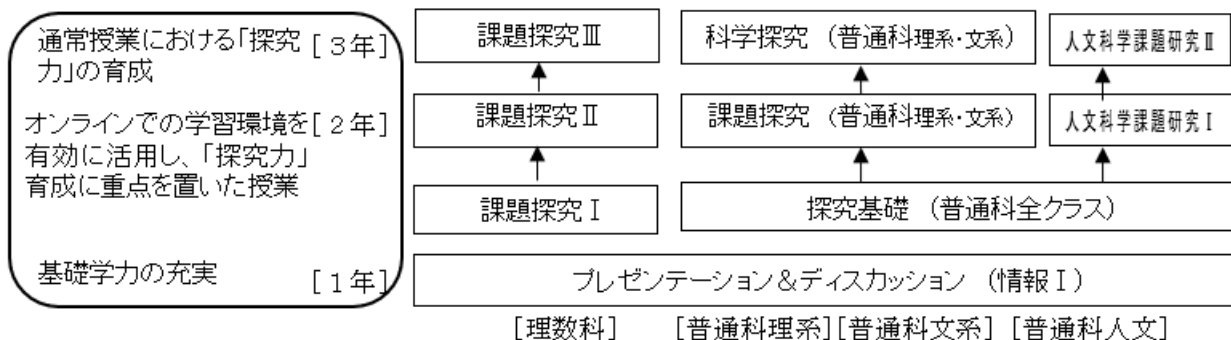 通常授業における「探究 [３年]
力」の育成
オンラインでの学習環境を[２年]
有効に活用し、「探究力」
育成に重点を置いた授業
基礎学力の充実 [１年]
課題探究Ⅲ 科学探究 (普通科理系・文系) 人文科学課題研究Ⅱ
課題探究Ⅱ 課題探究 (普通科理系・文系) 人文科学課題研究Ⅰ
課題探究Ⅰ 探究基礎 (普通科全クラス)
プレゼンテーション＆ディスカッション (情報Ⅰ)
[理数科] [普通科理系] [普通科文系] [普通科人文]